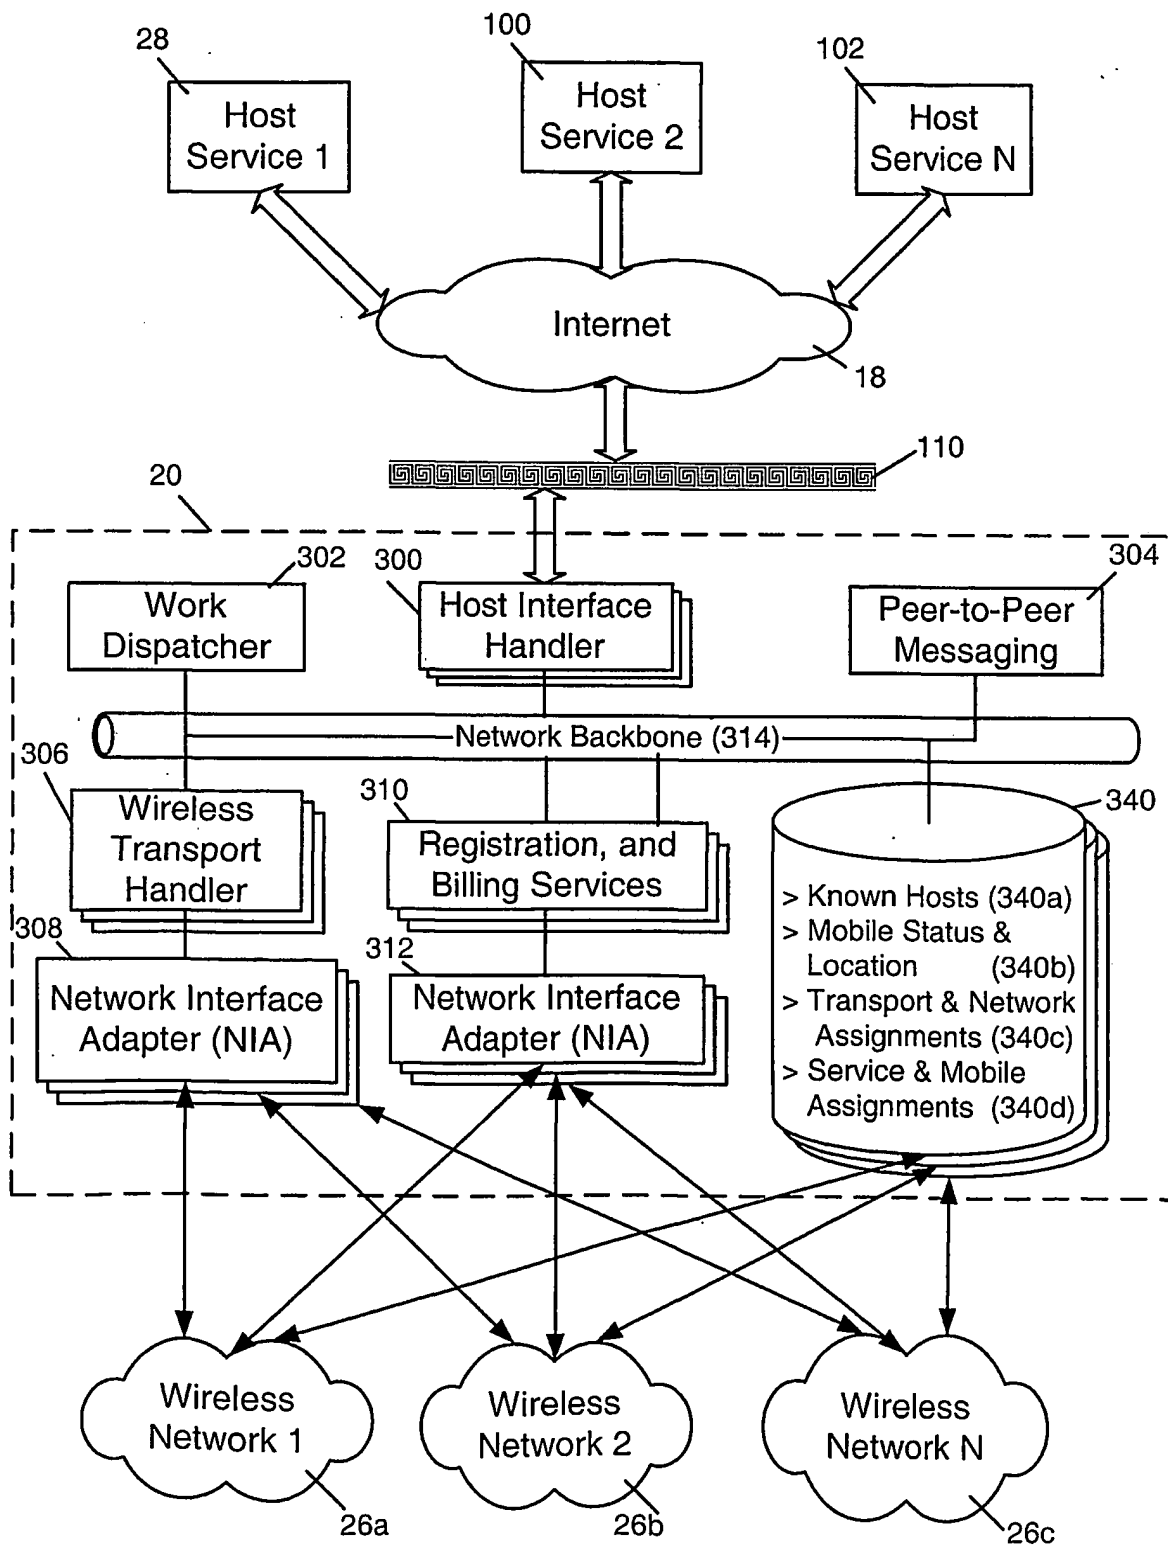 28
100
102
Host
Service 1
Host
Service 2
Host
Service N
Internet
18
110
20
302
300
304
Work
Dispatcher
Host Interface
Handler
Peer-to-Peer
Messaging
Network Backbone (314)
306
310
340
Wireless
Transport
Handler
Registration, and
Billing Services
308
312
Network Interface
Adapter (NIA)
Network Interface
Adapter (NIA)
> Known Hosts (340a)
> Mobile Status &
Location (340b)
> Transport & Network
Assignments (340c)
> Service & Mobile
Assignments (340d)
Wireless
Network 1
Wireless
Network 2
Wireless
Network N
26a
26b
26c